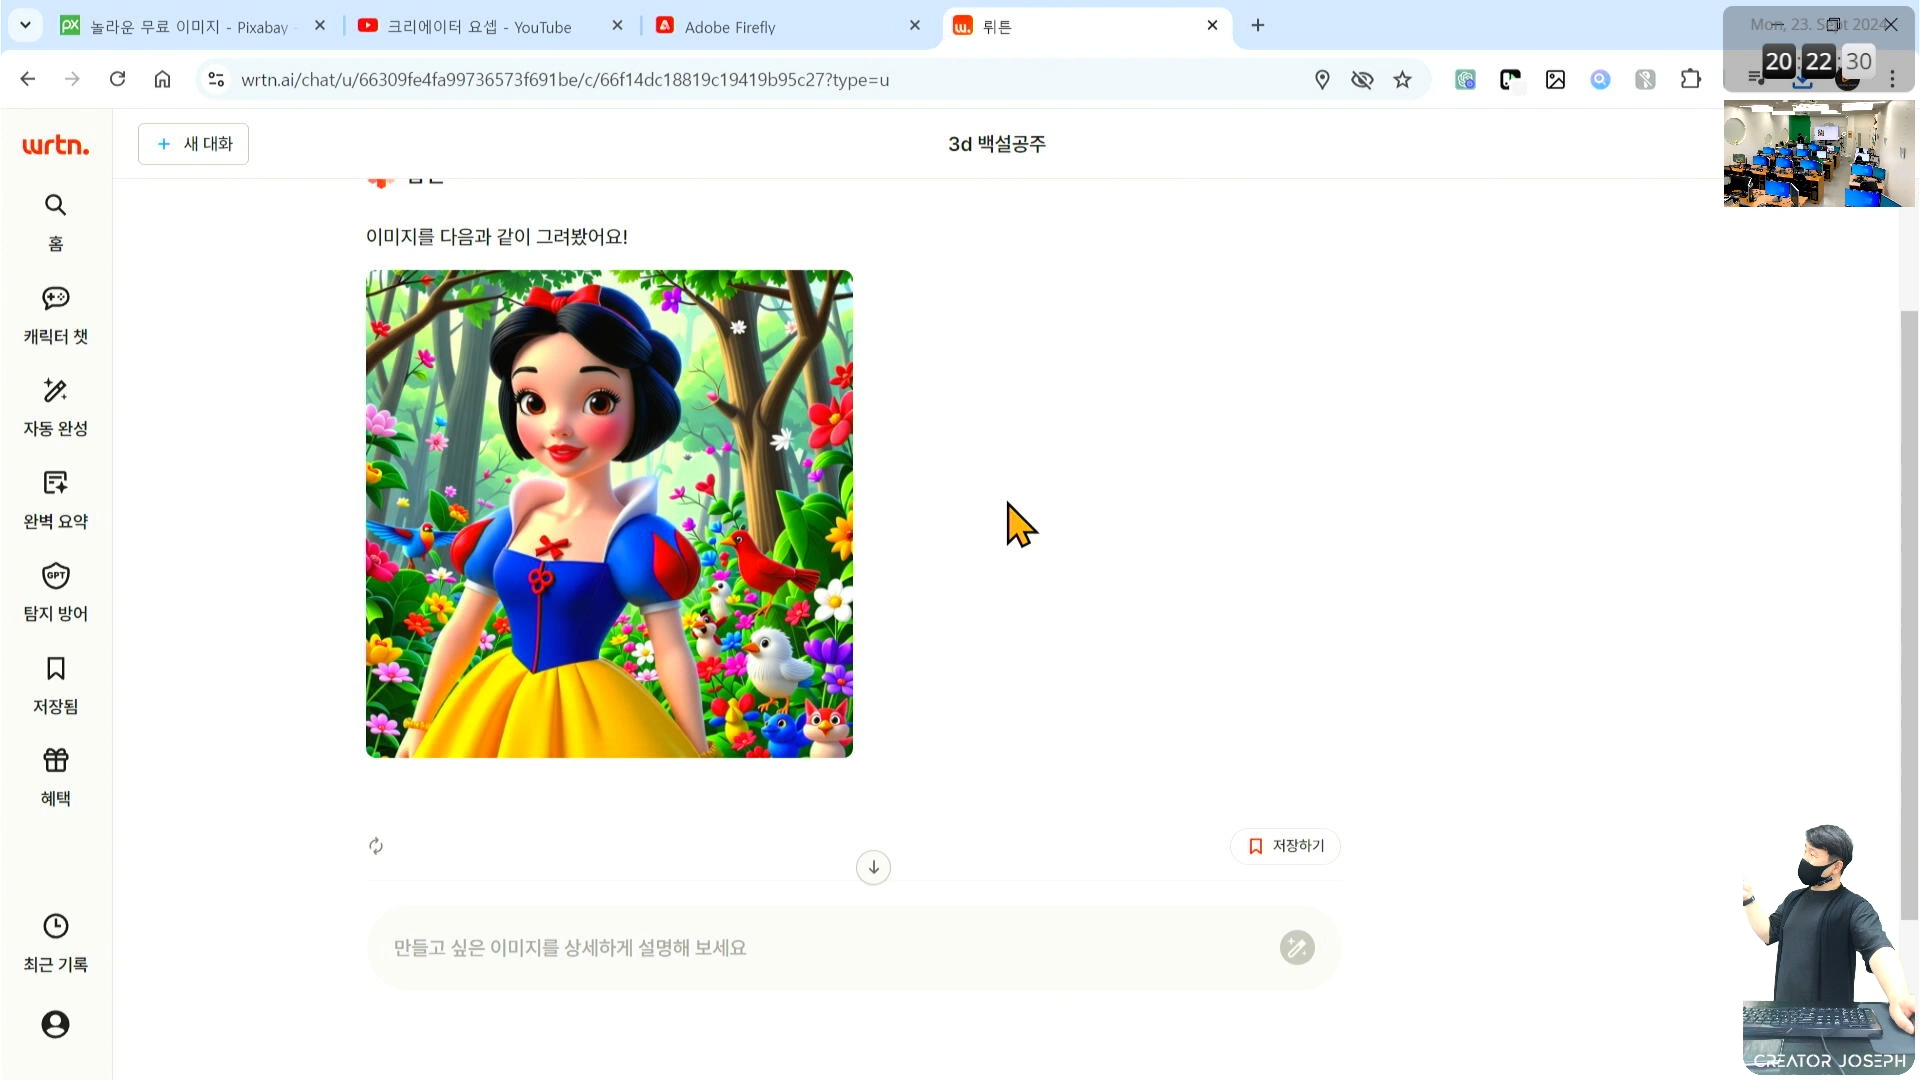 놀라운 무료 이미지 - Pixabay
크리에이터 요셉 - YouTube
Adobe Firefly
뤼튼
Mon, 23. Sept 2024
20 22 30
wrtn.ai/chat/u/66309fe4fa99736573f691be/c/66f14dc18819c19419b95c27?type=u
wrtn.
새 대화
3d 백설공주
홈
캐릭터 챗
자동 완성
완벽 요약
GPT
탐지 방어
저장됨
혜택
최근 기록
이미지를 다음과 같이 그려봤어요!
저장하기
만들고 싶은 이미지를 상세하게 설명해 보세요
CREATOR JOSEPH